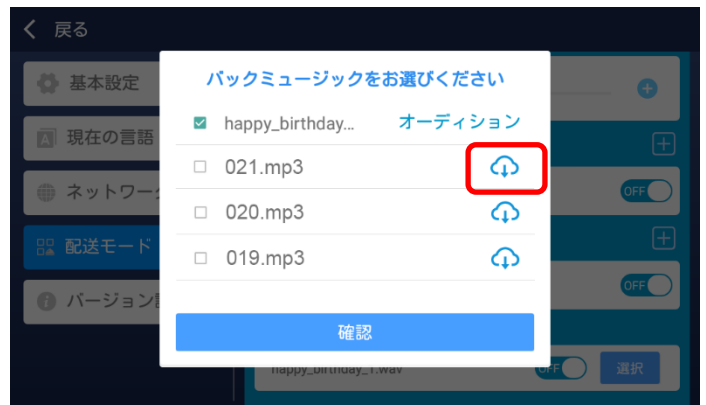 戻る
基本設定
現在の言語
ネットワー
配送モード
バージョン
バックミュージックをお選びください
happy_birthday... オーディション
021.mp3
020.mp3
019.mp3
確認
OFF
OFF
happy_birthday_1.wav OFF 選択